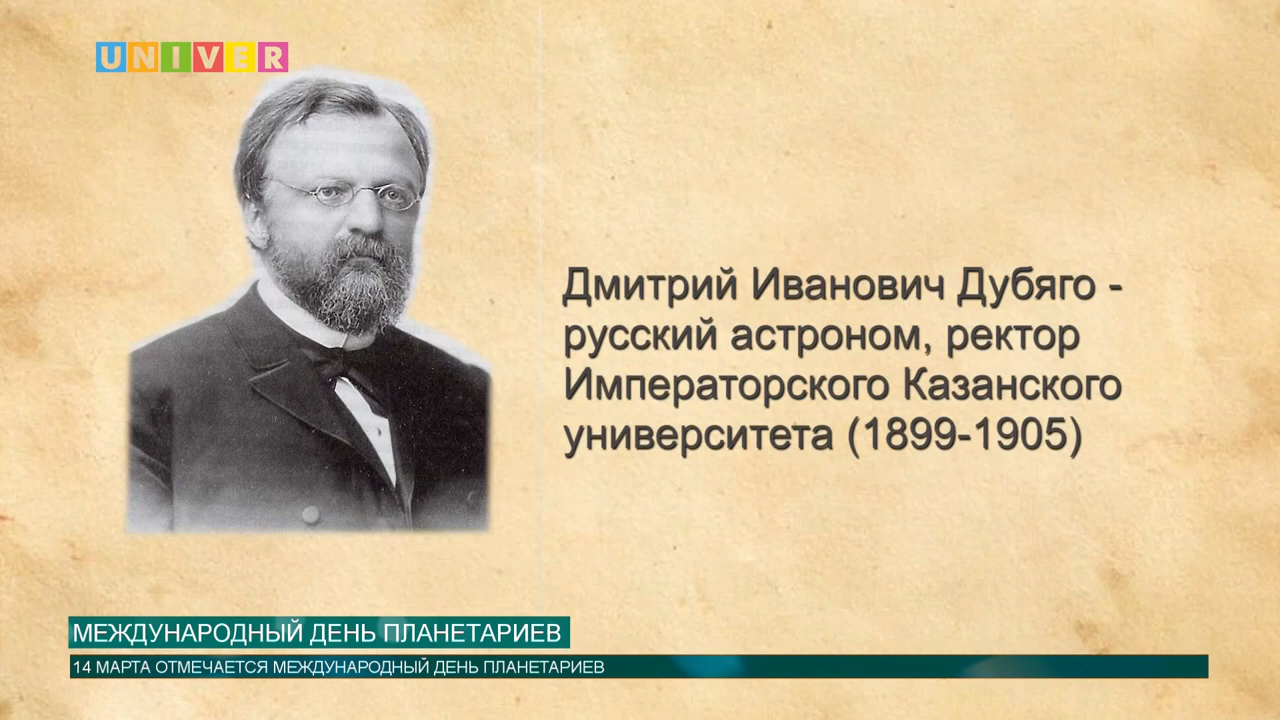 UNIVER
Дмитрий Иванович Дубяго -
русский астроном, ректор
Императорского Казанского
университета (1899-1905)
МЕЖДУНАРОДНЫЙ ДЕНЬ ПЛАНЕТАРИЕВ
14 МАРТА ОТМЕЧАЕТСЯ МЕЖДУНАРОДНЫЙ ДЕНЬ ПЛАНЕТАРИЕВ